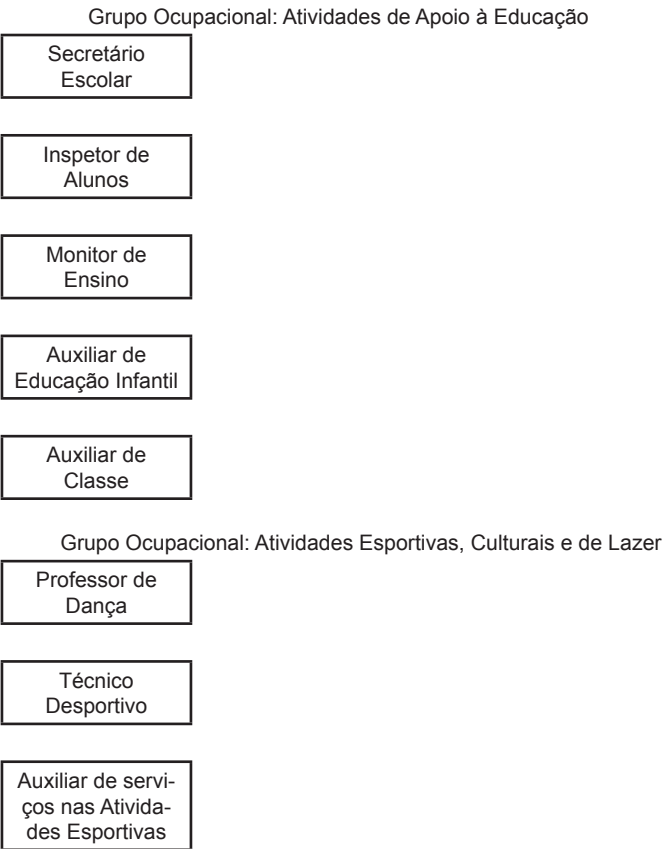 Grupo Ocupacional: Atividades de Apoio à Educação
Secretário
Escolar
Inspetor de
Alunos
Monitor de
Ensino
Auxiliar de
Educação Infantil
Auxiliar de
Classe
Grupo Ocupacional: Atividades Esportivas, Culturais e de Lazer
Professor de
Dança
Técnico
Desportivo
Auxiliar de servi-
ços nas Ativida-
des Esportivas